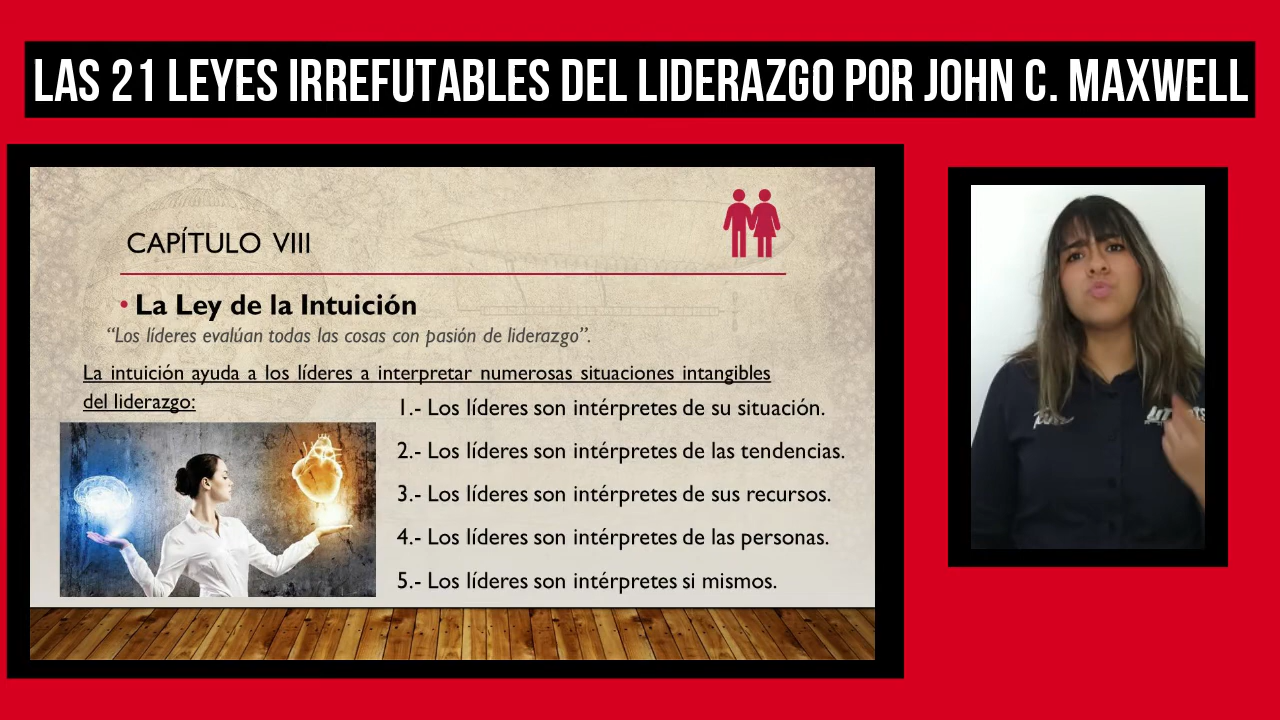 LAS 21 LEYES IRREFUTABLES DEL LIDERAZGO POR JOHN C. MAXWELL
CAPÍTULO VIII
• La Ley de la Intuición
“Los líderes evalúan todas las cosas con pasión de liderazgo”.
La intuición ayuda a los líderes a interpretar numerosas situaciones intangibles
del liderazgo:
1.- Los líderes son intérpretes de su situación.
2.- Los líderes son intérpretes de las tendencias.
3.- Los líderes son intérpretes de sus recursos.
4.- Los líderes son intérpretes de las personas.
5.- Los líderes son intérpretes si mismos.